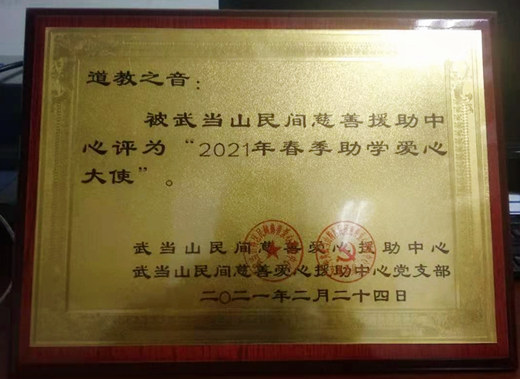 道教之音：
被武当山民间慈善援助中
心评为“2021年春季助学爱心
大使”。
武当山民间慈善爱心援助中心
武当山民间慈善爱心援助中心党支部
二〇二一年二月二十四日